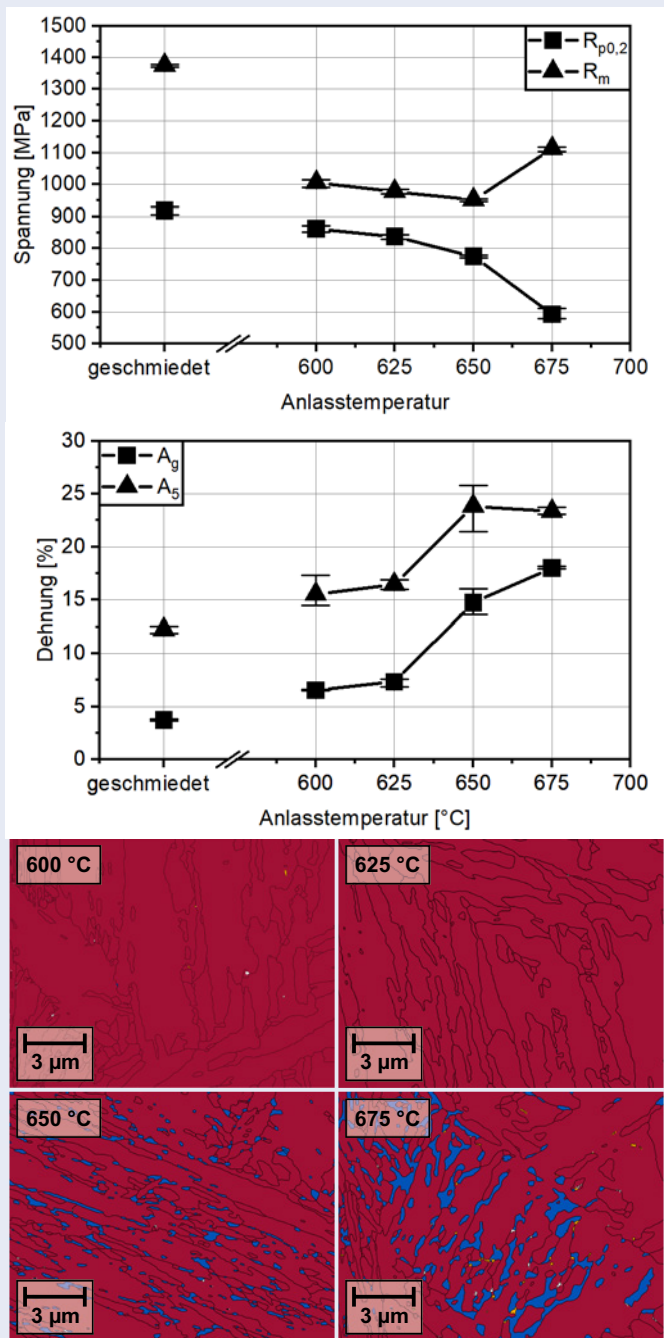 1500
1400
1300
1200
1100
1000
900
800
700
600
500
Spannung [MPa]
Rp0,2
Rm
geschmiedet 600 625 650 675 700
Anlasstemperatur
30
25
20
15
10
5
0
Dehnung [%]
Ag
A5
geschmiedet 600 625 650 675 700
Anlasstemperatur [°C]
600 °C
3 µm
625 °C
3 µm
650 °C
3 µm
675 °C
3 µm